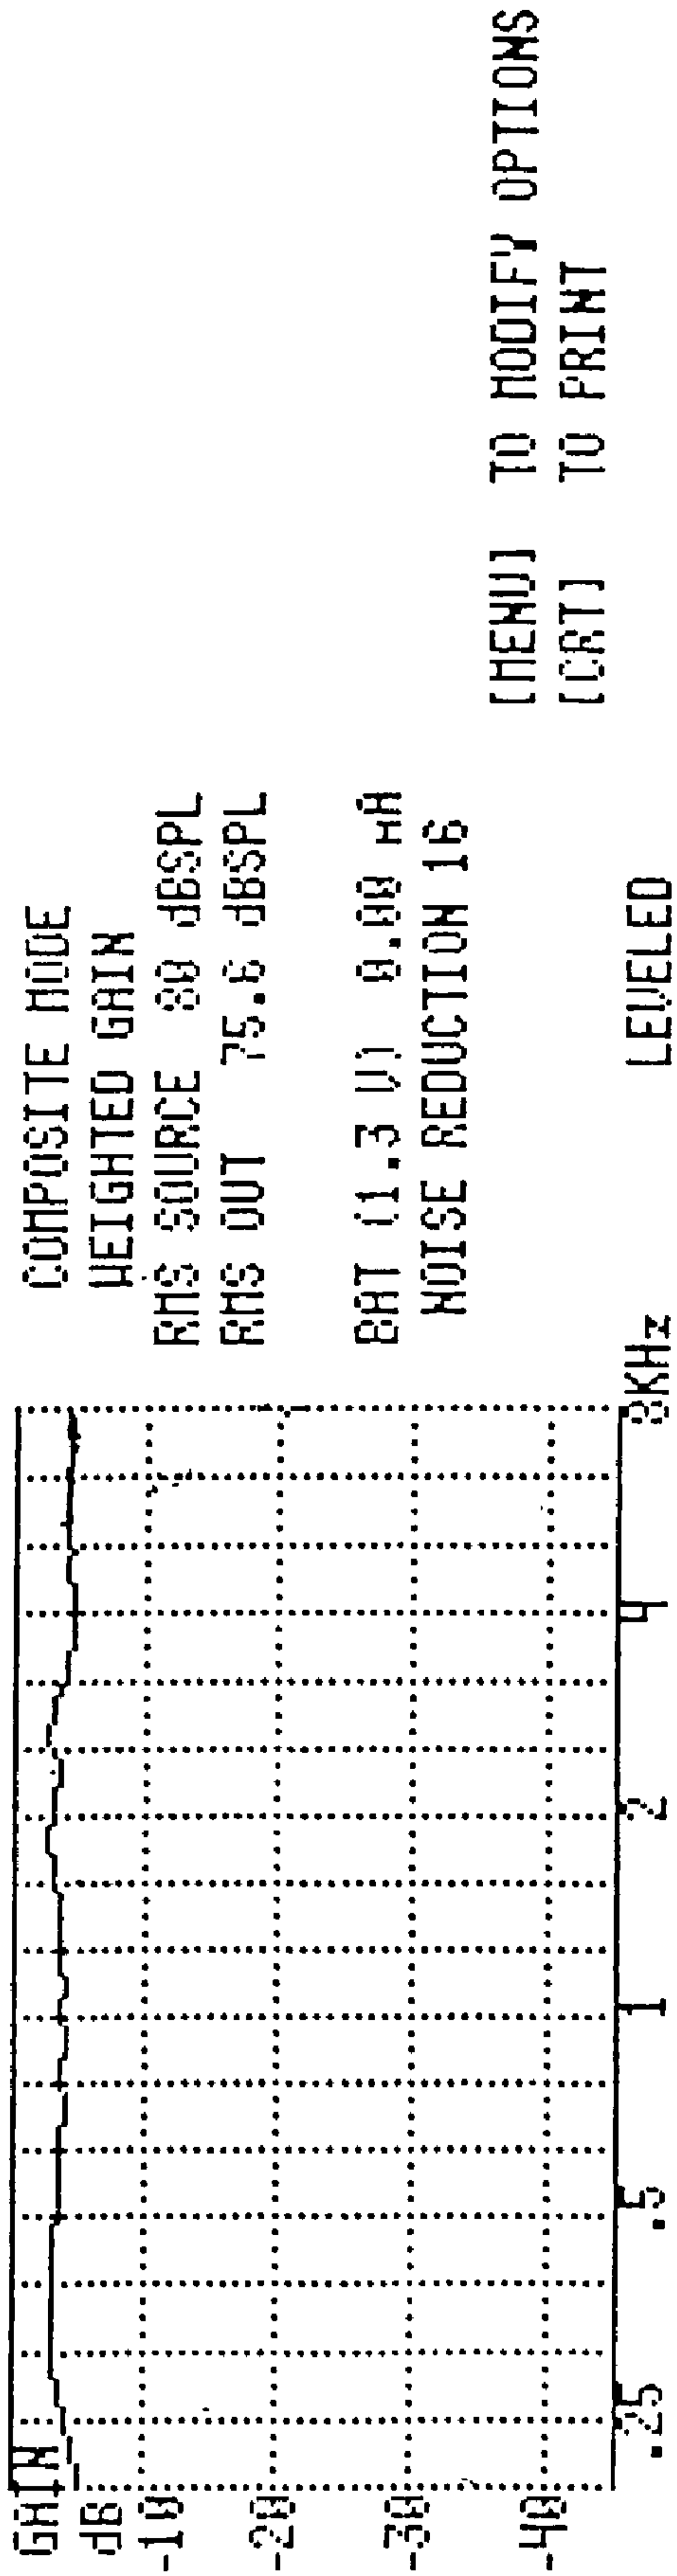 GAIN
dB
-10
-20
-30
-40
.25 .5 1 2 4 8KHz
COMPOSITE MODE
WEIGHTED GAIN
RMS SOURCE 80 dBSPL
RMS OUT 75.6 dBSPL
BAT (1.3 V) 0.00 mA
NOISE REDUCTION 16
LEVELED
[MENU] TO MODIFY OPTIONS
[CRT] TO PRINT